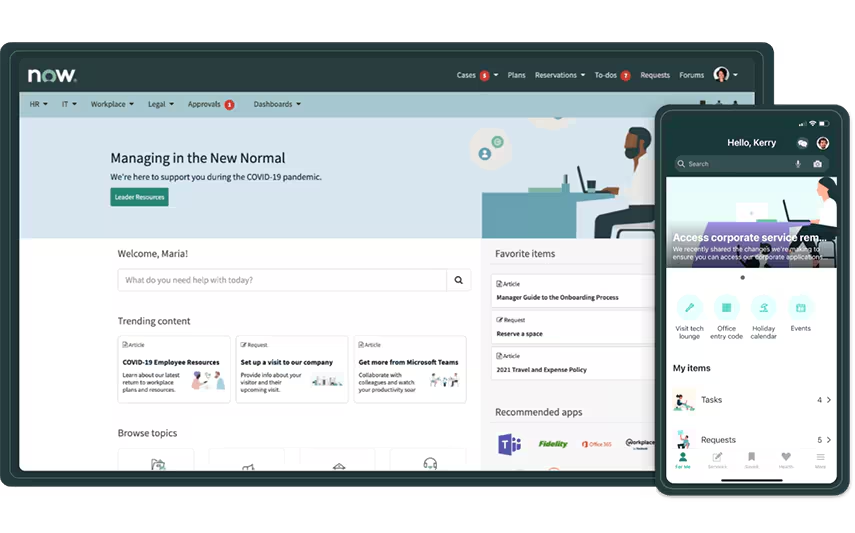 now.
Cases 5 Plans Reservations To-dos 7 Requests Forums
HR IT Workplace Legal Approvals 1 Dashboards
Managing in the New Normal
We're here to support you during the COVID-19 pandemic.
Leader Resources
Welcome, Maria!
What do you need help with today?
Trending content
Article
COVID-19 Employee Resources
Learn about our latest
return to workplace
plans and resources.
Request
Set up a visit to our company
Provide info about your
visitor and their
upcoming visit.
Article
Get more from Microsoft Teams
Collaborate with
colleagues and watch
your productivity soar
Browse topics
Favorite items
Article
Manager Guide to the Onboarding Process
Request
Reserve a space
Article
2021 Travel and Expense Policy
Recommended apps
Fidelity
Office 365
workplace
Hello, Kerry
Search
Access corporate service rem...
We recently shared the changes we're making to
ensure you can access our corporate applications...
Visit tech
lounge
Office
entry code
Holiday
calendar
Events
My items
Tasks 4
Requests 5
For Me Services Saved Health More